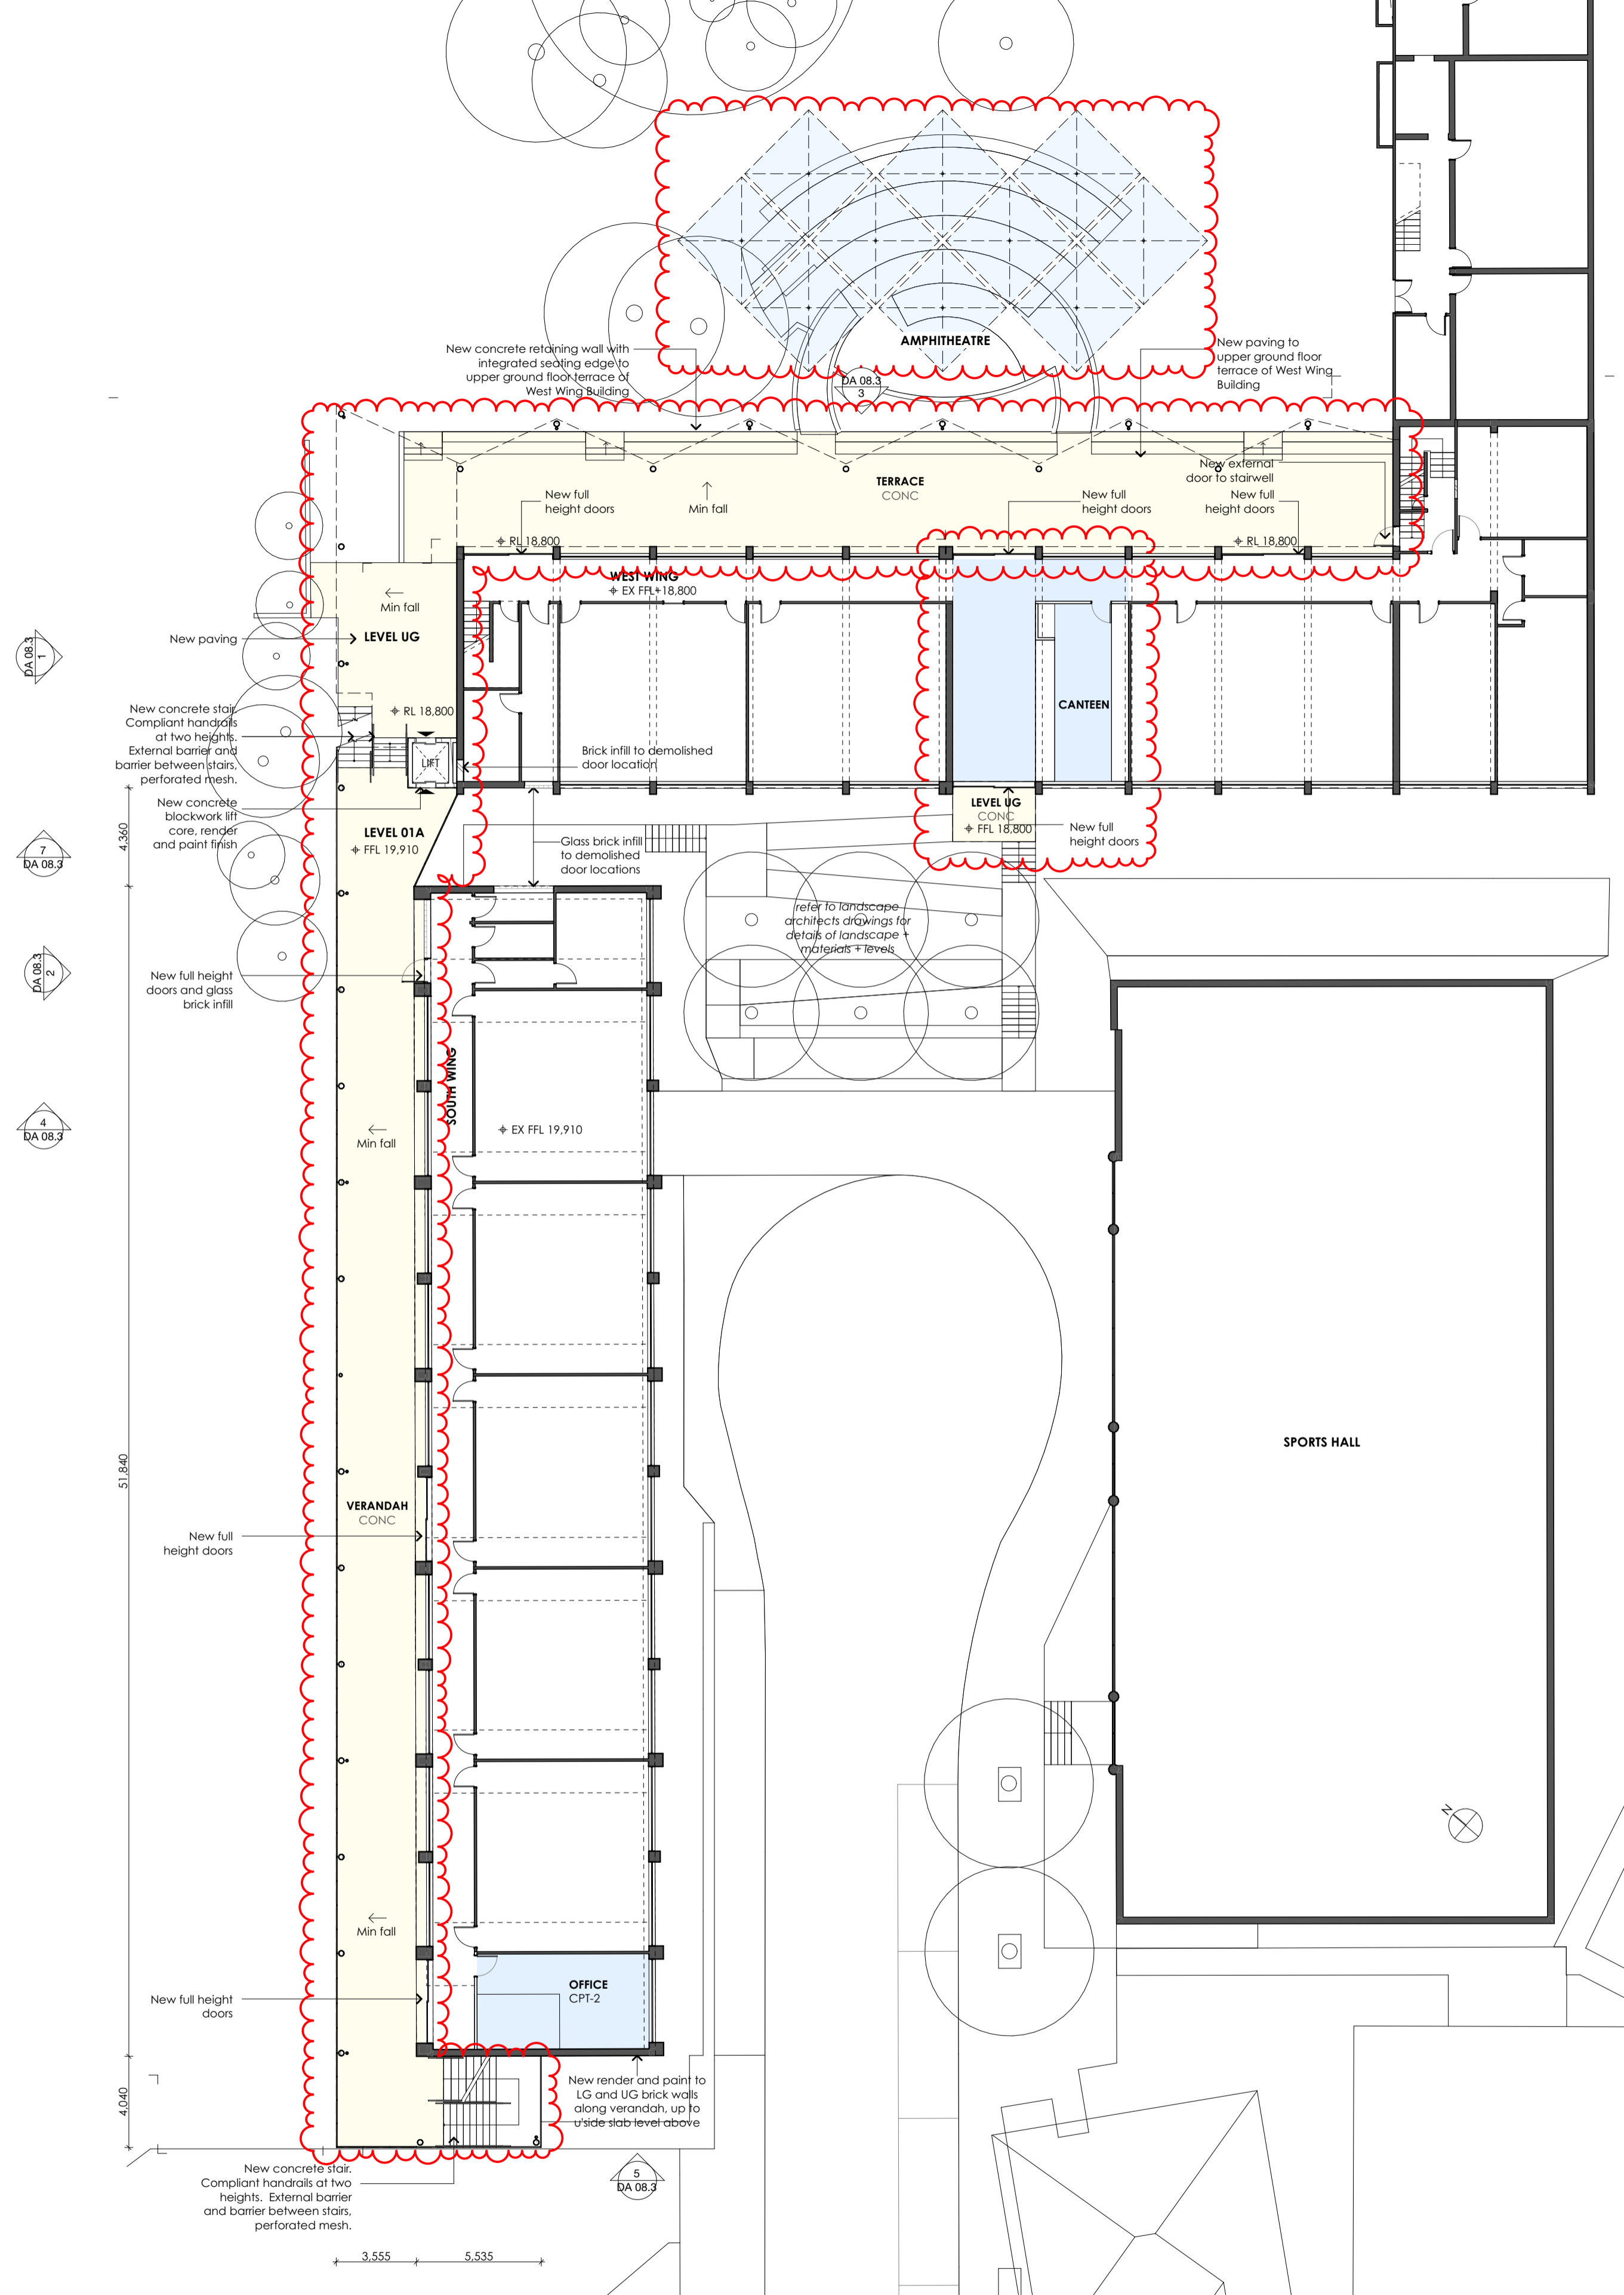 AMPHITHEATRE
New concrete retaining wall with
integrated seating edge to
upper ground floor terrace of
West Wing Building
DA 08.3
3
New paving to
upper ground floor
terrace of West Wing
Building
TERRACE
CONC
New external
door to stairwell
New full
height doors
Min fall
New full
height doors
New full
height doors
RL 18,800
RL 18,800
WEST WING
EX FFL+18,800
Min fall
LEVEL UG
New paving
DA 08.3
1
RL 18,800
New concrete stair.
Compliant handrails
at two heights.
External barrier and
barrier between stairs,
perforated mesh.
LIFT
Brick infill to demolished
door location
CANTEEN
New concrete
blockwork lift
core, render
and paint finish
LEVEL 01A
FFL 19,910
4,360
7
DA 08.3
Glass brick infill
to demolished
door locations
LEVEL UG
CONC
FFL 18,800
New full
height doors
refer to landscape
architects drawings for
details of landscape +
materials + levels
DA 08.3
2
New full height
doors and glass
brick infill
SOUTH WING
4
DA 08.3
Min fall
EX FFL 19,910
SPORTS HALL
51,840
VERANDAH
CONC
New full
height doors
N
Min fall
OFFICE
CPT-2
New full height
doors
4,040
New render and paint to
LG and UG brick walls
along verandah, up to
u'side slab level above
New concrete stair.
Compliant handrails at two
heights. External barrier
and barrier between stairs,
perforated mesh.
5
DA 08.3
3,555
5,535